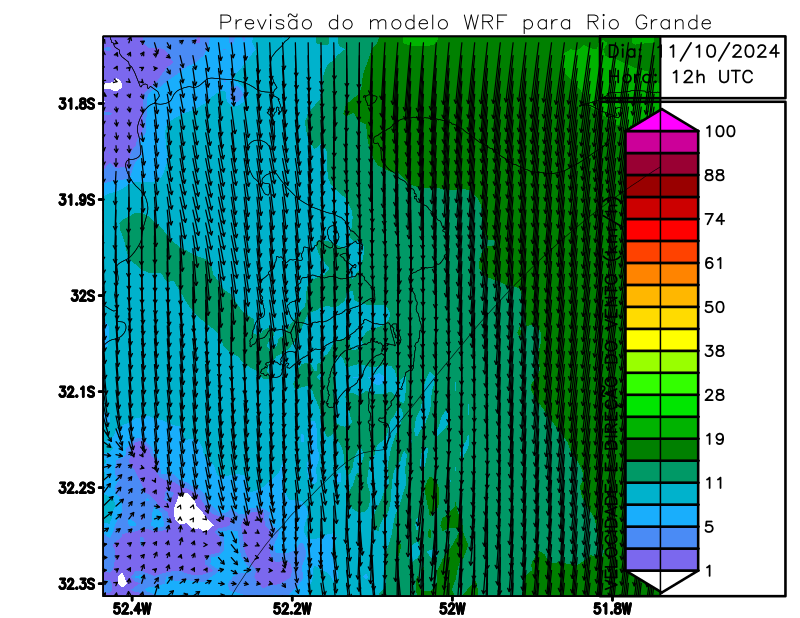 Previsão do modelo WRF para Rio Grande
Dia: 11/10/2024
Hora: 12h UTC
VELOCIDADE E DIREÇÃO DO VENTO (km/h)
100
88
74
61
50
38
28
19
11
5
1
31.8S
31.9S
32S
32.1S
32.2S
32.3S
52.4W
52.2W
52W
51.8W